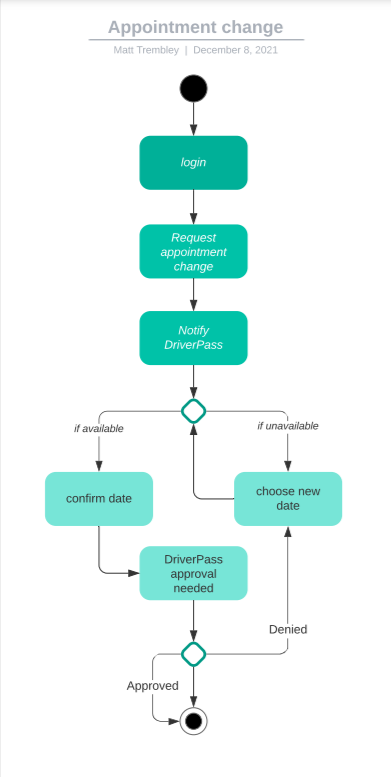 Appointment change
Matt Trembley | December 8, 2021
login
Request
appointment
change
Notify
DriverPass
if available
if unavailable
confirm date
choose new
date
DriverPass
approval
needed
Denied
Approved